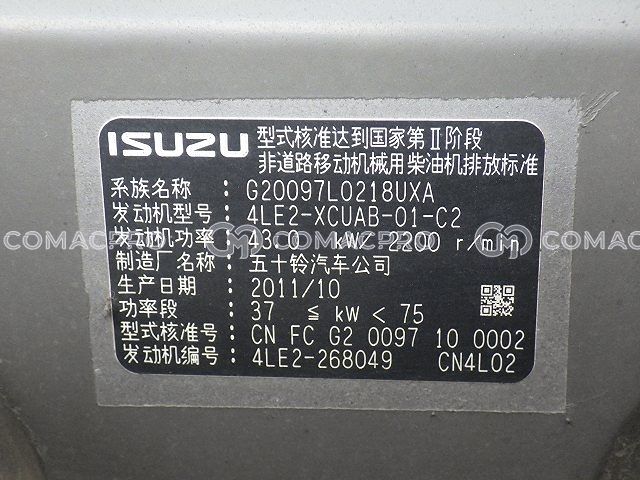 ISUZU 型式核准达到国家第Ⅱ阶段
非道路移动机械用柴油机排放标准
系族名称 : G20097L0218UXA
发动机型号: 4LE2-XCUAB-01-C2
发动机功率: 43.0 kW/ 2200 r/min
制造厂名称: 五十铃汽车公司
生产日期 : 2011/10
功率段 : 37 ≦ kW < 75
型式核准号: CN FC G2 0097 10 0002
发动机编号: 4LE2-268049 CN4L02
COMACPRO COMACPRO COMACPRO